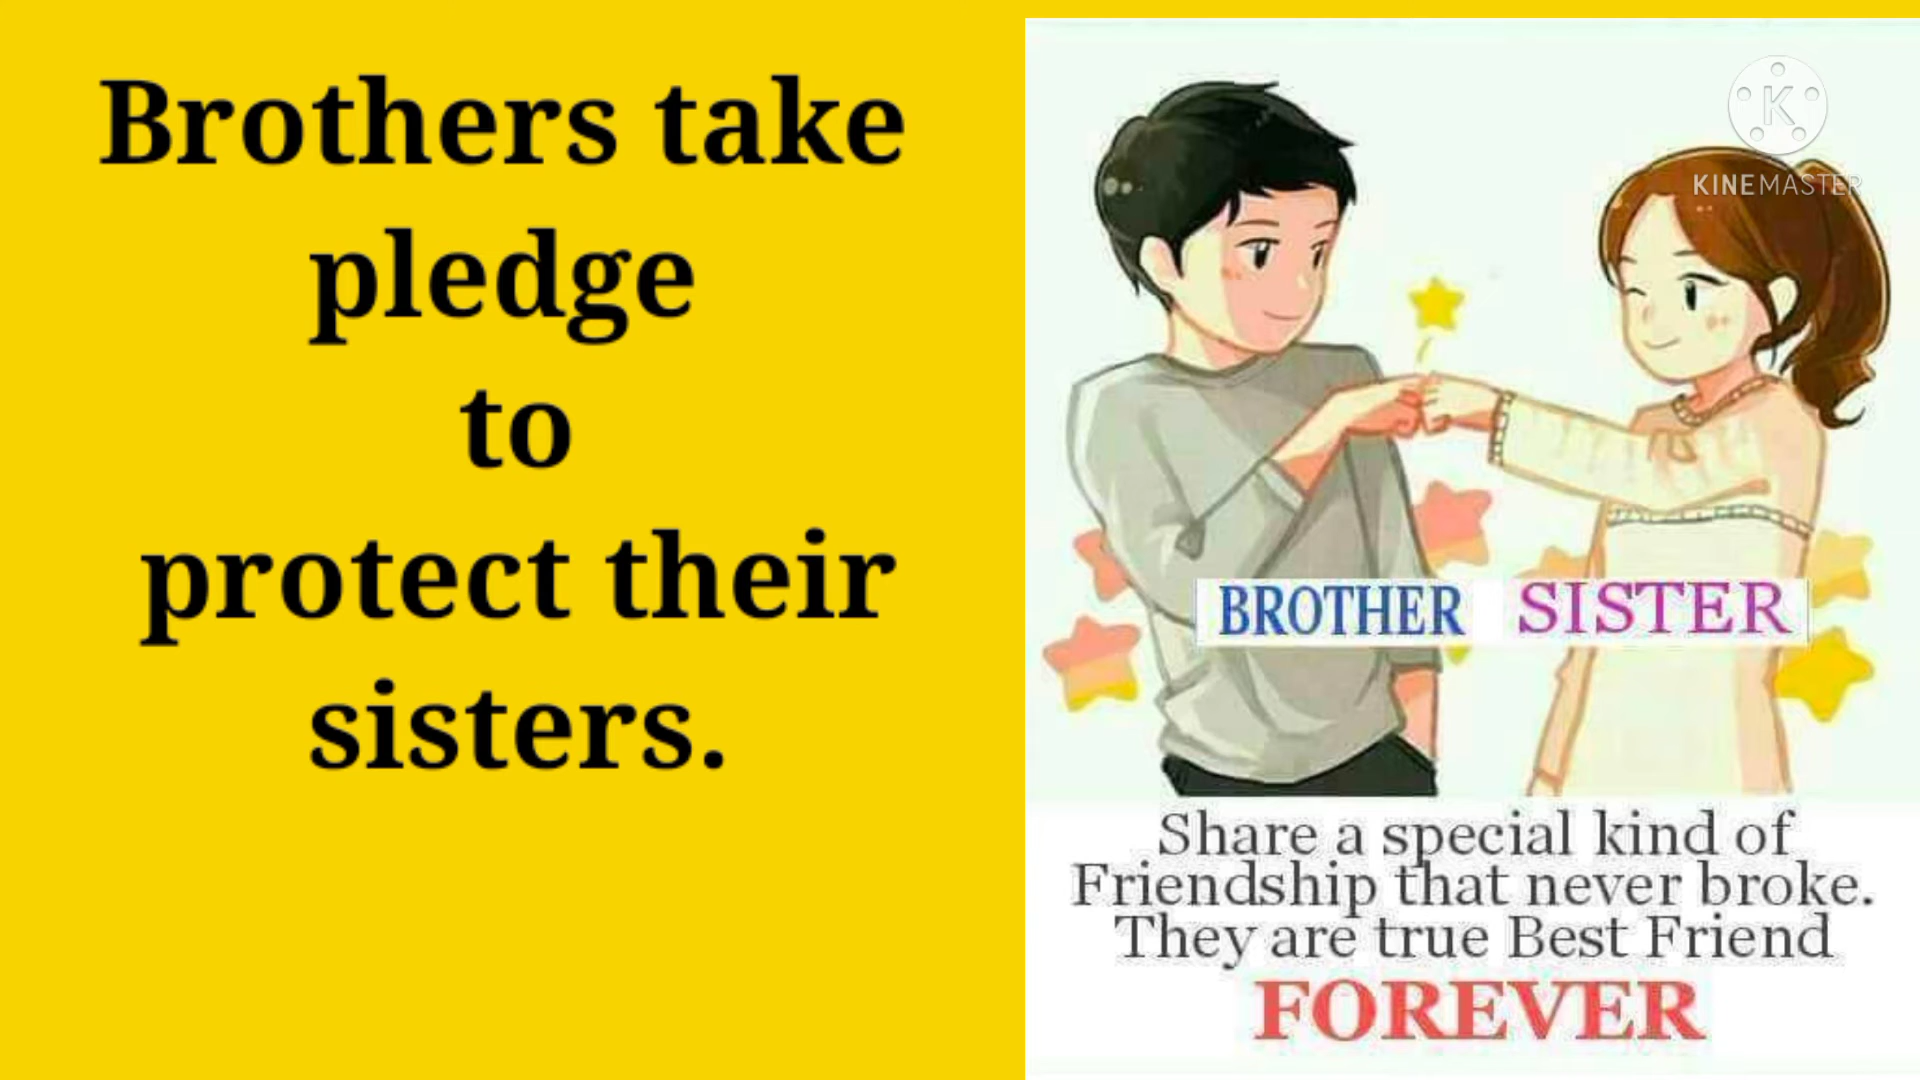 Brothers take
pledge
to
protect their
sisters.
KINEMASTER
BROTHER SISTER
Share a special kind of
Friendship that never broke.
They are true Best Friend
FOREVER